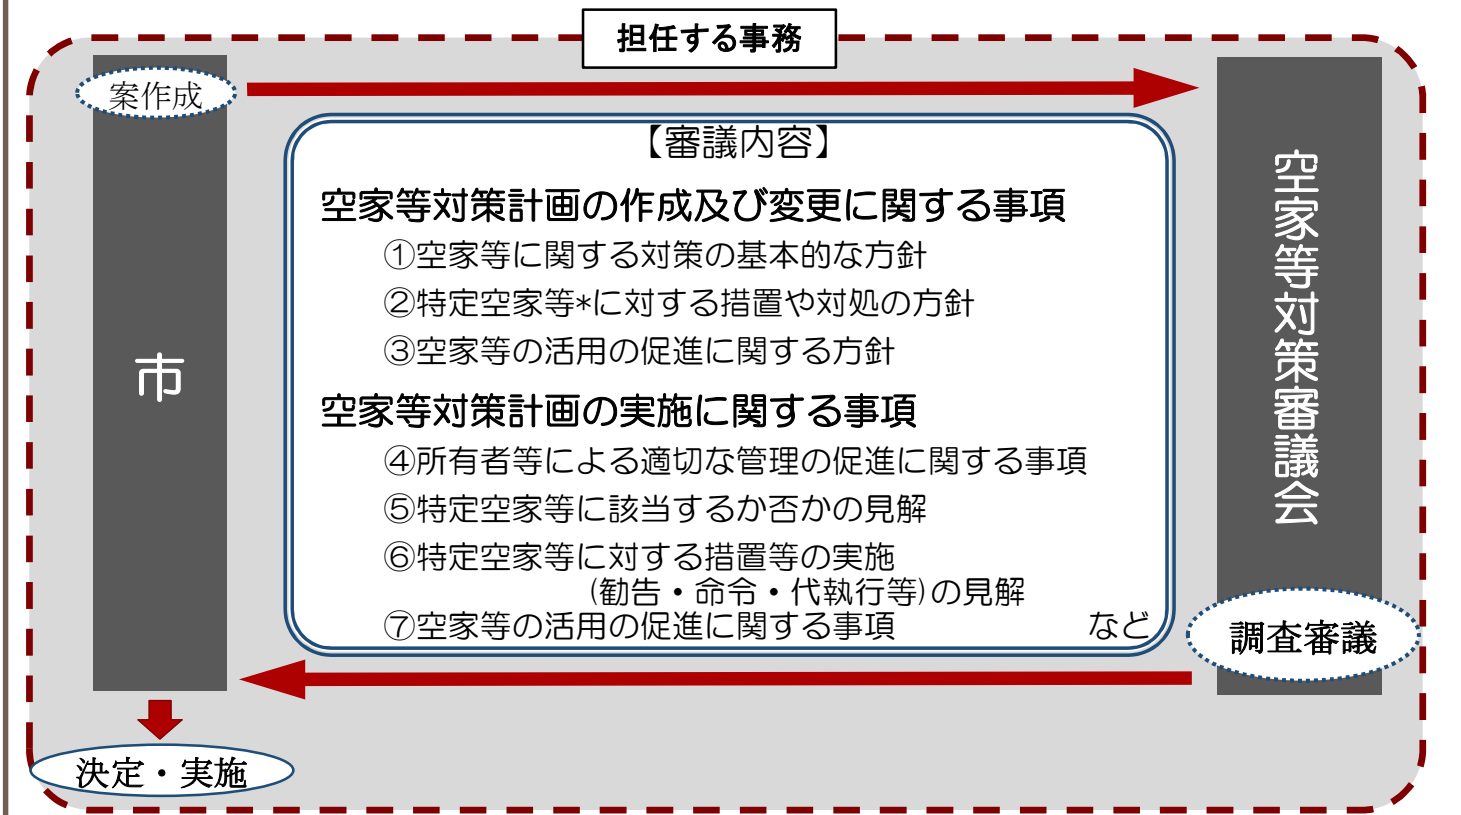 担任する事務
案作成
市
【審議内容】
空家等対策計画の作成及び変更に関する事項
①空家等に関する対策の基本的な方針
②特定空家等*に対する措置や対処の方針
③空家等の活用の促進に関する方針
空家等対策計画の実施に関する事項
④所有者等による適切な管理の促進に関する事項
⑤特定空家等に該当するか否かの見解
⑥特定空家等に対する措置等の実施
(勧告・命令・代執行等)の見解
⑦空家等の活用の促進に関する事項 など
空家等対策審議会
調査審議
決定・実施